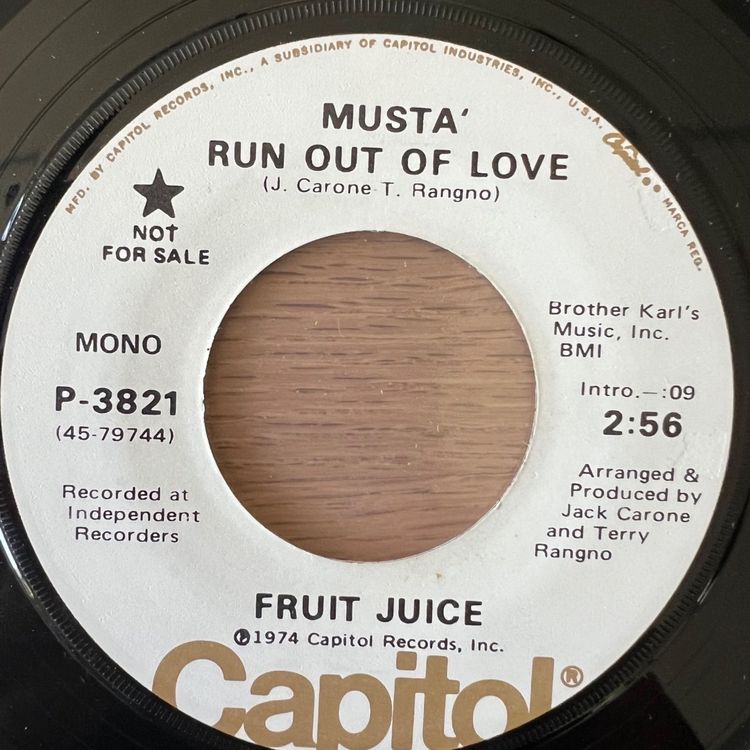 MFD. BY CAPITOL RECORDS, INC., A SUBSIDIARY OF CAPITOL INDUSTRIES, INC., U.S.A. Capitol. • MARCA REG.
MUSTA'
RUN OUT OF LOVE
(J. Carone-T. Rangno)
NOT
FOR SALE
MONO
P-3821
(45-79744)
Recorded at
Independent
Recorders
Brother Karl's
Music, Inc.
BMI
Intro.—:09
2:56
Arranged &
Produced by
Jack Carone
and Terry
Rangno
FRUIT JUICE
℗1974 Capitol Records, Inc.
Capitol®